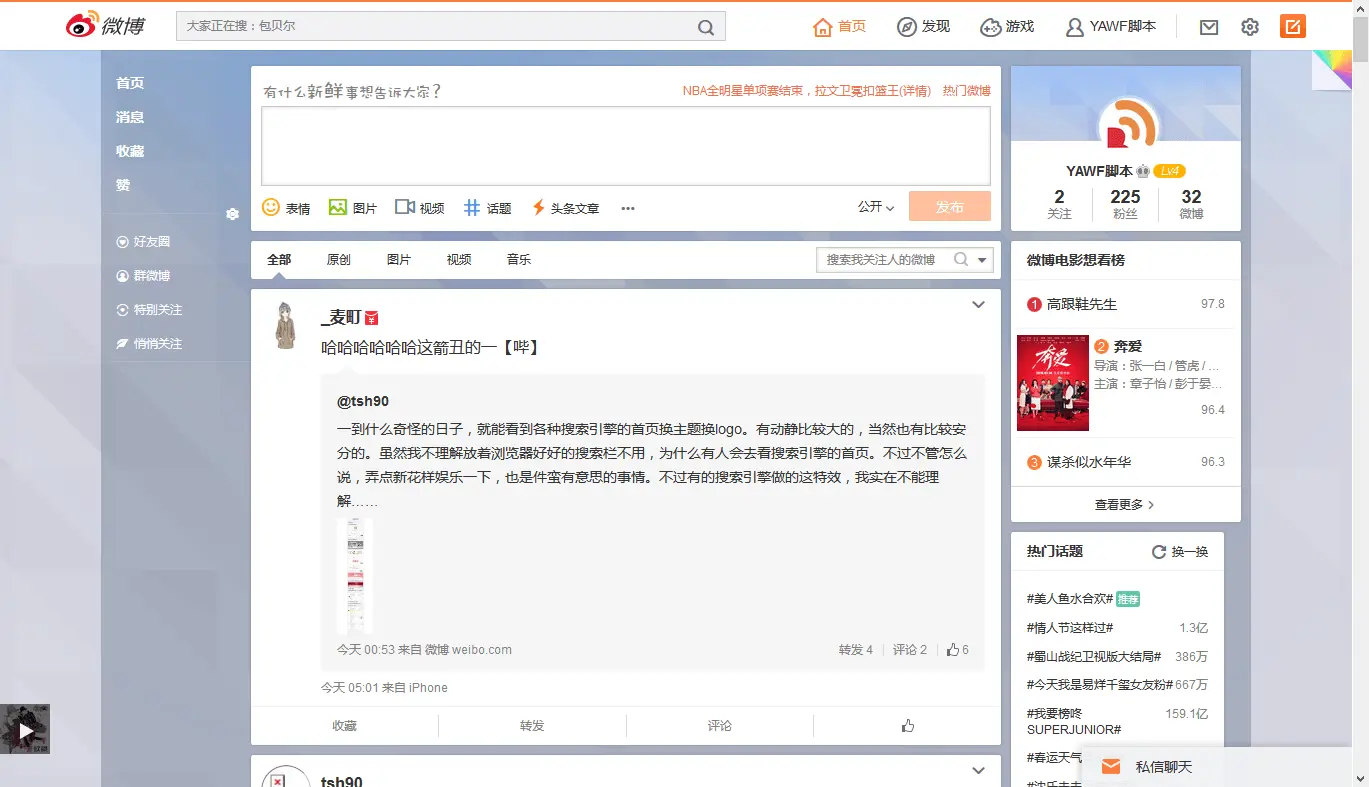 微博
大家正在搜：包贝尔
首页
发现
游戏
YAWF脚本
首页
消息
收藏
赞
好友圈
群微博
特别关注
悄悄关注
有什么新鲜事想告诉大家?
NBA全明星单项赛结束，拉文卫冕扣篮王(详情) 热门微博
表情
图片
视频
话题
头条文章
公开
发布
全部
原创
图片
视频
音乐
搜索我关注人的微博
_麦町
哈哈哈哈哈哈这箭丑的一【哔】
@tsh90
一到什么奇怪的日子，就能看到各种搜索引擎的首页换主题换logo。有动静比较大的，当然也有比较安
分的。虽然我不理解放着浏览器好好的搜索栏不用，为什么有人会去看搜索引擎的首页。不过不管怎么
说，弄点新花样娱乐一下，也是件蛮有意思的事情。不过有的搜索引擎做的这特效，我实在不能理
解……
今天 00:53 来自 微博 weibo.com
转发 4
评论 2
6
今天 05:01 来自 iPhone
收藏
转发
评论
tsh90
YAWF脚本 Lv4
2 225 32
关注 粉丝 微博
微博电影想看榜
1 高跟鞋先生 97.8
奔爱
2 奔爱
导演：张一白 / 管虎 / ...
主演：章子怡 / 彭于晏...
96.4
3 谋杀似水年华 96.3
查看更多
热门话题
换一换
#美人鱼水合欢# 推荐
#情人节这样过# 1.3亿
#蜀山战纪卫视版大结局# 386万
#今天我是易烊千玺女友粉# 667万
#我要榜咚 159.1亿
SUPERJUNIOR#
#春运天气
私信聊天